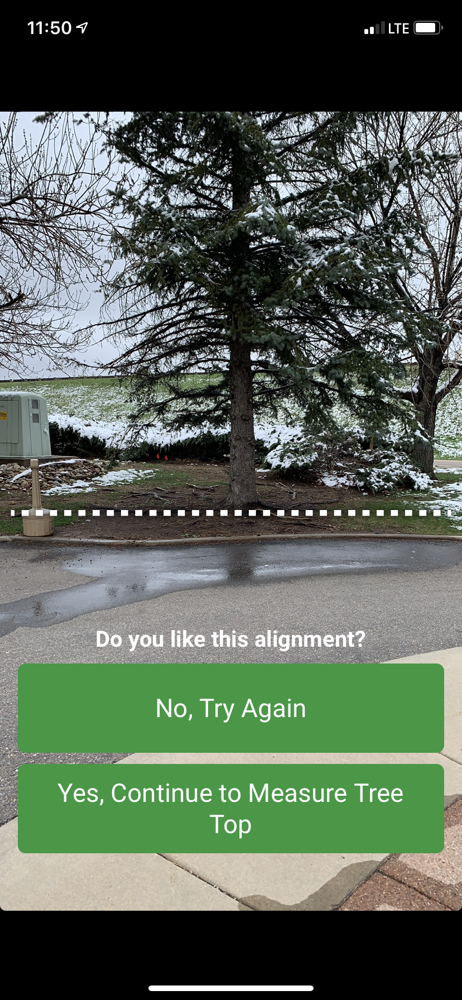 11:50
LTE
Do you like this alignment?
No, Try Again
Yes, Continue to Measure Tree
Top